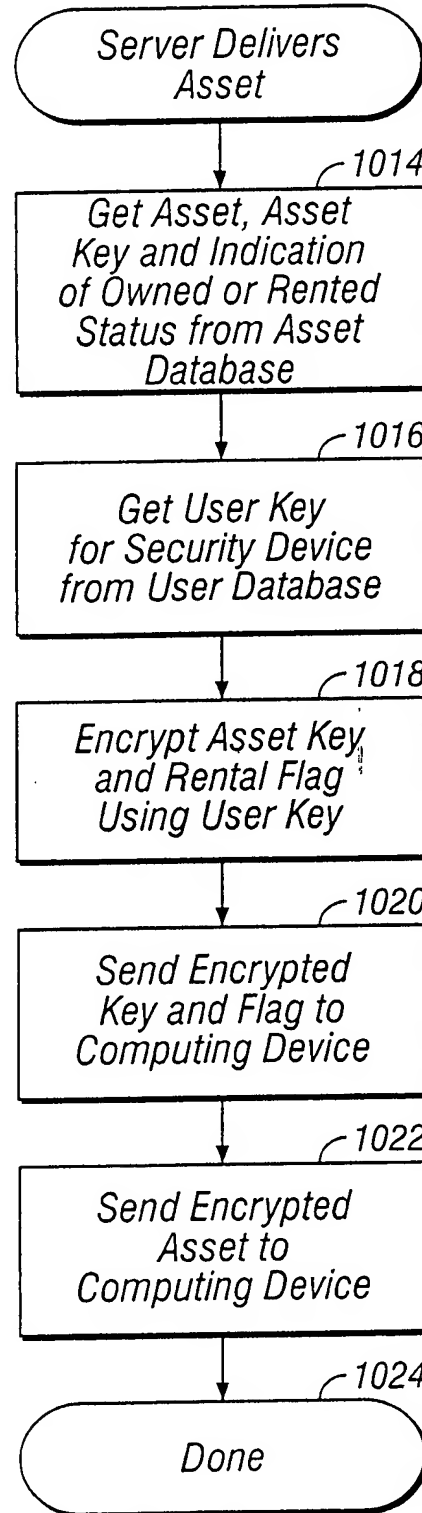 Server Delivers
Asset
1014
Get Asset, Asset
Key and Indication
of Owned or Rented
Status from Asset
Database
1016
Get User Key
for Security Device
from User Database
1018
Encrypt Asset Key
and Rental Flag
Using User Key
1020
Send Encrypted
Key and Flag to
Computing Device
1022
Send Encrypted
Asset to
Computing Device
1024
Done